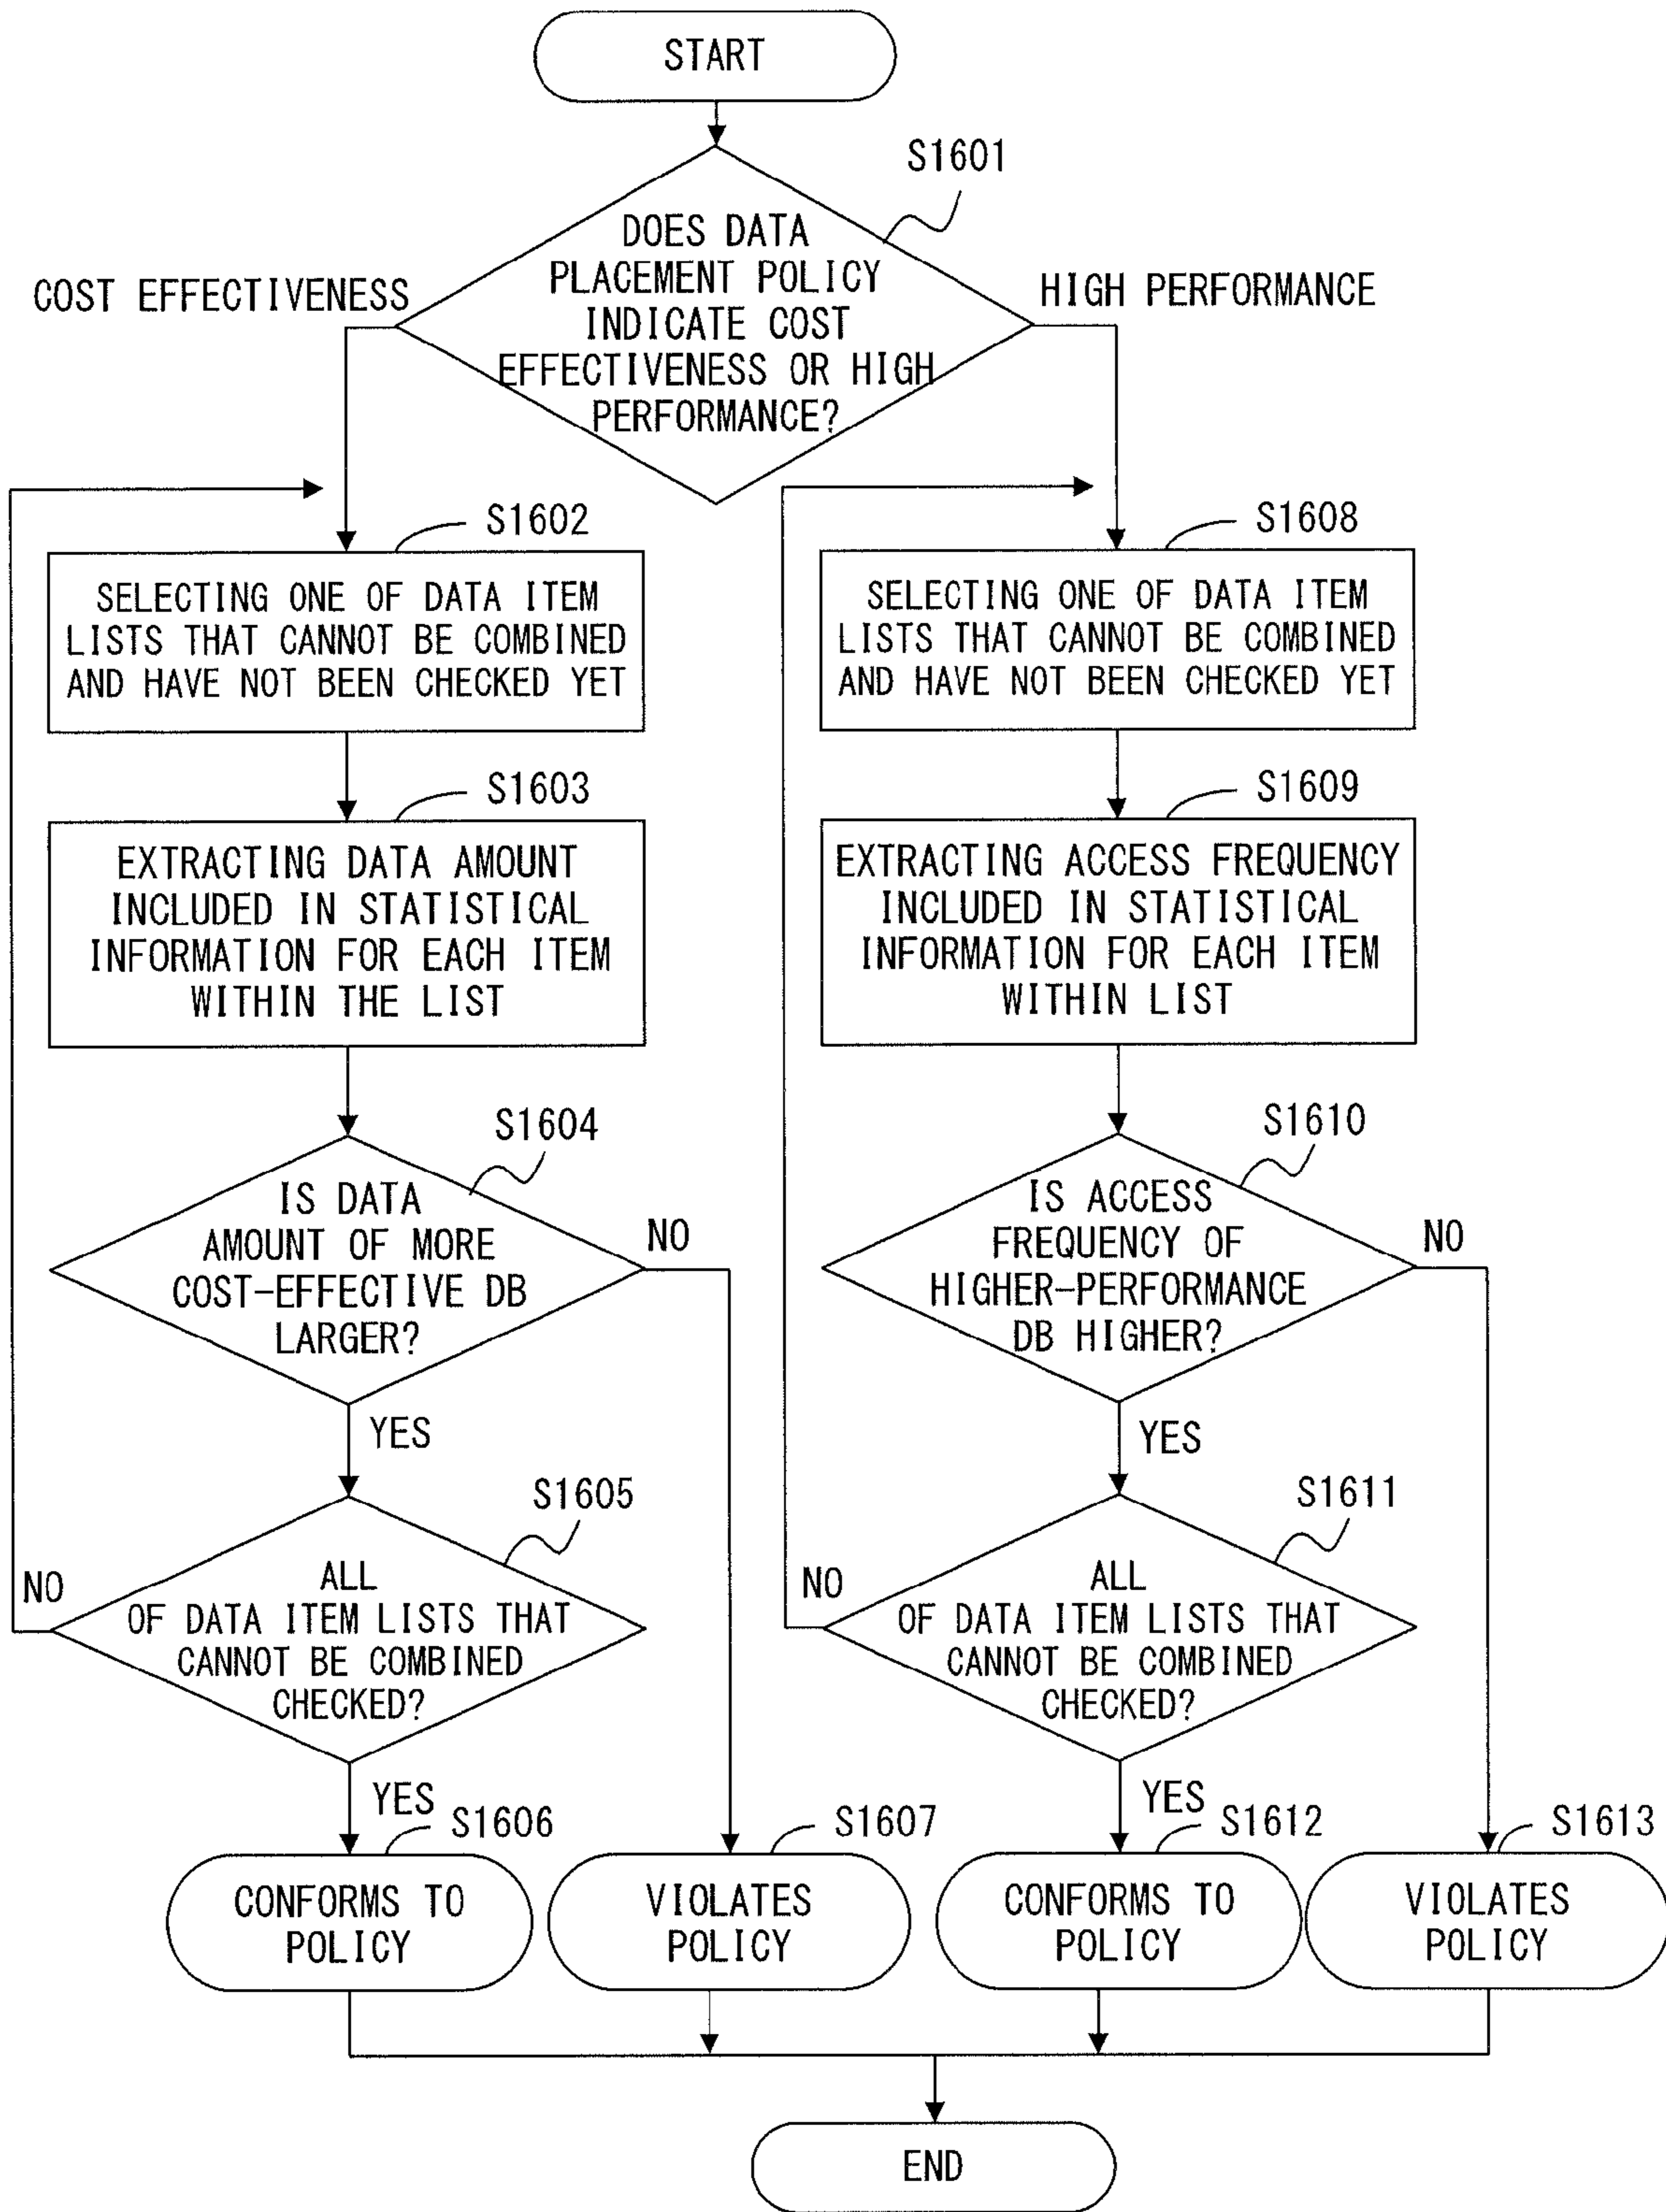 START
S1601
DOES DATA
PLACEMENT POLICY
INDICATE COST
EFFECTIVENESS OR HIGH
PERFORMANCE?
COST EFFECTIVENESS
HIGH PERFORMANCE
S1602
SELECTING ONE OF DATA ITEM
LISTS THAT CANNOT BE COMBINED
AND HAVE NOT BEEN CHECKED YET
S1603
EXTRACTING DATA AMOUNT
INCLUDED IN STATISTICAL
INFORMATION FOR EACH ITEM
WITHIN THE LIST
S1604
IS DATA
AMOUNT OF MORE
COST-EFFECTIVE DB
LARGER?
NO
YES
S1605
ALL
OF DATA ITEM LISTS THAT
CANNOT BE COMBINED
CHECKED?
NO
YES
S1606
CONFORMS TO
POLICY
S1607
VIOLATES
POLICY
S1608
SELECTING ONE OF DATA ITEM
LISTS THAT CANNOT BE COMBINED
AND HAVE NOT BEEN CHECKED YET
S1609
EXTRACTING ACCESS FREQUENCY
INCLUDED IN STATISTICAL
INFORMATION FOR EACH ITEM
WITHIN LIST
S1610
IS ACCESS
FREQUENCY OF
HIGHER-PERFORMANCE
DB HIGHER?
NO
YES
S1611
ALL
OF DATA ITEM LISTS THAT
CANNOT BE COMBINED
CHECKED?
NO
YES
S1612
CONFORMS TO
POLICY
S1613
VIOLATES
POLICY
END